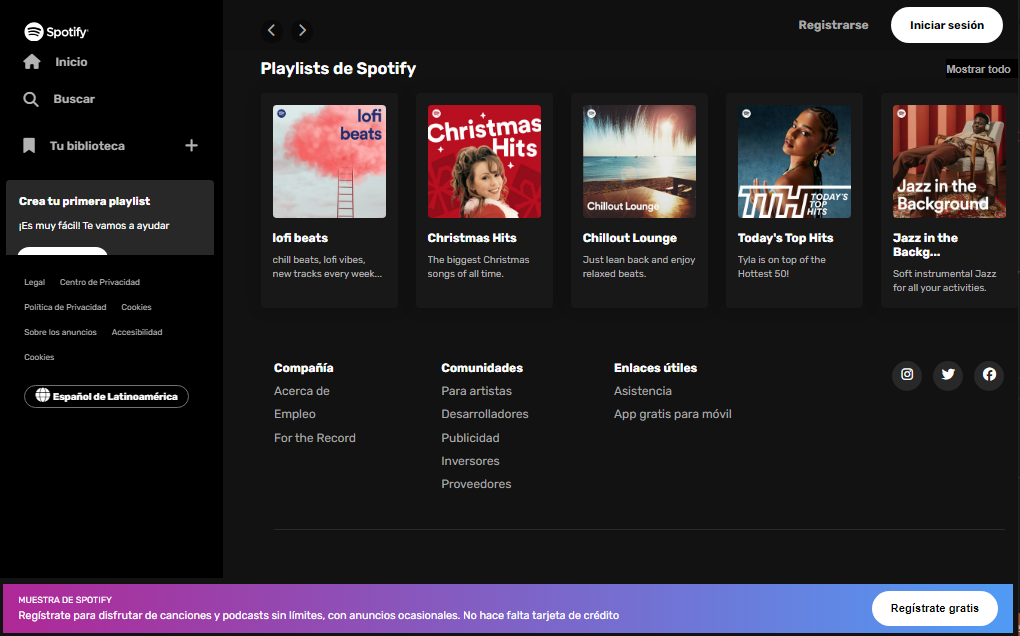 Spotify
Inicio
Buscar
Tu biblioteca
Crea tu primera playlist
¡Es muy fácil! Te vamos a ayudar
Legal Centro de Privacidad
Política de Privacidad Cookies
Sobre los anuncios Accesibilidad
Cookies
Español de Latinoamérica
Registrarse
Iniciar sesión
Playlists de Spotify
Mostrar todo
lofi
beats
lofi beats
chill beats, lofi vibes,
new tracks every week...
Christmas
Hits
Christmas Hits
The biggest Christmas
songs of all time.
Chillout Lounge
Chillout Lounge
Just lean back and enjoy
relaxed beats.
TTH TODAY'S
TOP
HITS
Today's Top Hits
Tyla is on top of the
Hottest 50!
Jazz in the
Background
Jazz in the
Backg...
Soft instrumental Jazz
for all your activities.
Compañía
Acerca de
Empleo
For the Record
Comunidades
Para artistas
Desarrolladores
Publicidad
Inversores
Proveedores
Enlaces útiles
Asistencia
App gratis para móvil
MUESTRA DE SPOTIFY
Regístrate para disfrutar de canciones y podcasts sin límites, con anuncios ocasionales. No hace falta tarjeta de crédito
Regístrate gratis